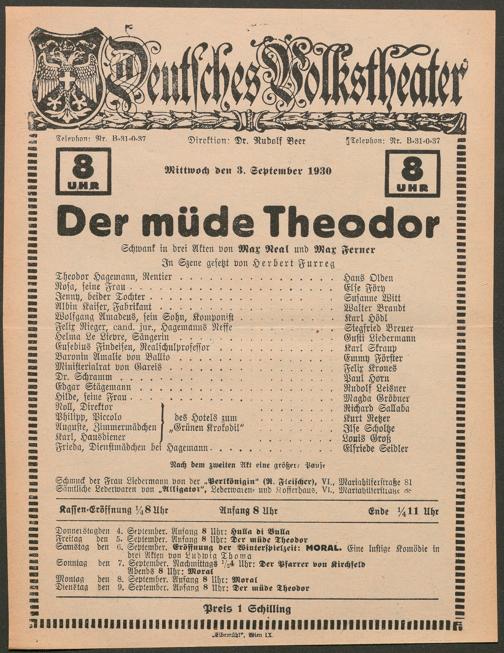 Deutsches Volkstheater
Telephon: Nr. B-31-0-37 Direktion: Dr. Rudolf Beer Telephon: Nr. B-31-0-37
8 UHR Mittwoch den 3. September 1930 8 UHR
Der müde Theodor
Schwank in drei Akten von Max Neal und Max Ferner
In Szene gesetzt von Herbert Furreg
Theodor Hagemann, Rentier Hans Olden
Rosa, seine Frau Else Föry
Jenny, beider Tochter Susanne Witt
Albin Kaiser, Fabrikant Walter Brandt
Wolfgang Amadeus, sein Sohn, Komponist Karl Hödl
Felix Rieger, cand. jur., Hagemanns Neffe Siegfried Breuer
Helma Le Lievre, Sängerin Gusti Liedermann
Eusebius Findeisen, Realschulprofessor Karl Skraup
Baronin Amalie von Ballio Emmy Förster
Ministerialrat von Gareis Felix Krones
Dr. Schramm Paul Horn
Edgar Stägemann Rudolf Leisner
Hilde, seine Frau Magda Gröbner
Noll, Direktor Richard Sallaba
Philipp, Piccolo } des Hotels zum Kurt Netzer
Auguste, Zimmermädchen } „Grünen Krokodil“ Ilse Scholtze
Karl, Hausdiener Louis Groß
Frieda, Dienstmädchen bei Hagemann Elfriede Seidler
Nach dem zweiten Akt eine größere Pause
Schmuck der Frau Liedermann von der „Perlkönigin“ (R. Fleischer), VI., Mariahilferstraße 81
Sämtliche Lederwaren von „Alligator“, Lederwaren- und Kofferhaus, VI., Mariahilferstraße
Kassen-Eröffnung ½8 Uhr Anfang 8 Uhr Ende ¼11 Uhr
Donnerstag den 4. September. Anfang 8 Uhr: Hulla di Bulla
Freitag den 5. September. Anfang 8 Uhr: Der müde Theodor
Samstag den 6. September. Eröffnung der Winterspielzeit: MORAL. Eine lustige Komödie in
drei Akten von Ludwig Thoma
Sonntag den 7. September. Nachmittags ½4 Uhr: Der Pfarrer von Kirchfeld
Abends 8 Uhr: Moral
Montag den 8. September. Anfang 8 Uhr: Moral
Dienstag den 9. September. Anfang 8 Uhr: Der müde Theodor
Preis 1 Schilling
„Elbemühl“, Wien IX.